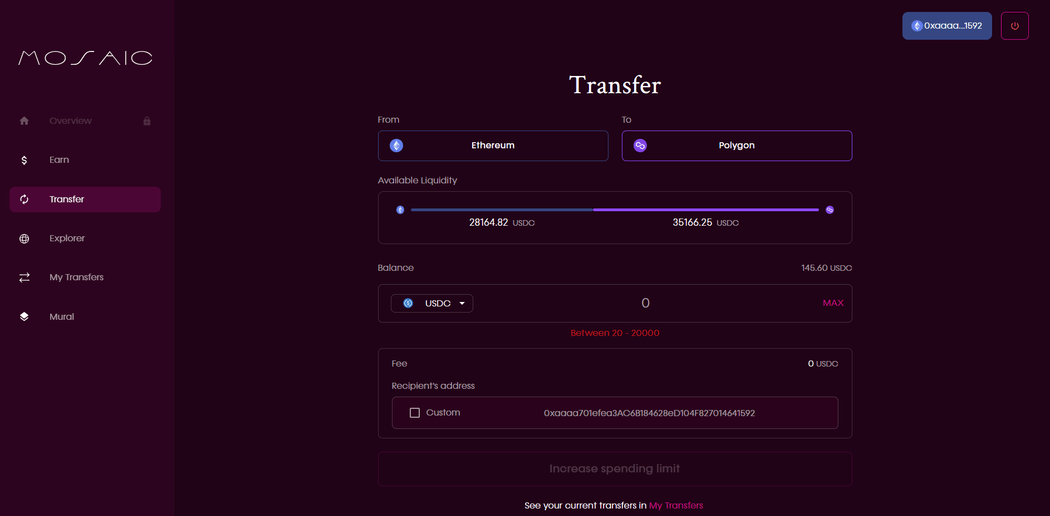 MOSAIC
0xaaaa...1592
Overview
Earn
Transfer
Explorer
My Transfers
Mural
Transfer
From
To
Ethereum
Polygon
Available Liquidity
28164.82 USDC
35166.25 USDC
Balance
145.60 USDC
USDC
0
MAX
Between 20 - 20000
Fee
0 USDC
Recipient's address
Custom
0xaaaa701efea3AC6B184628eD104F827014641592
Increase spending limit
See your current transfers in My Transfers